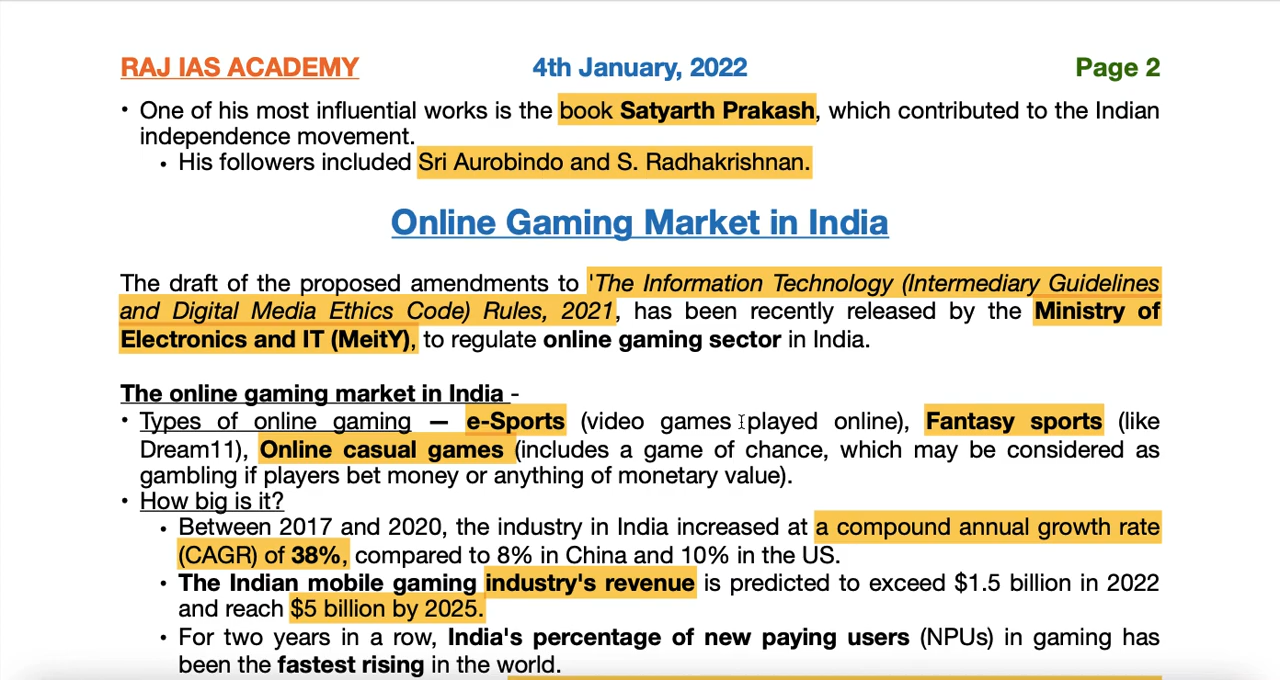 RAJ IAS ACADEMY 4th January, 2022 Page 2
• One of his most influential works is the book Satyarth Prakash, which contributed to the Indian
independence movement.
• His followers included Sri Aurobindo and S. Radhakrishnan.
Online Gaming Market in India
The draft of the proposed amendments to 'The Information Technology (Intermediary Guidelines
and Digital Media Ethics Code) Rules, 2021, has been recently released by the Ministry of
Electronics and IT (MeitY), to regulate online gaming sector in India.
The online gaming market in India -
• Types of online gaming — e-Sports (video games played online), Fantasy sports (like
Dream11), Online casual games (includes a game of chance, which may be considered as
gambling if players bet money or anything of monetary value).
• How big is it?
• Between 2017 and 2020, the industry in India increased at a compound annual growth rate
(CAGR) of 38%, compared to 8% in China and 10% in the US.
• The Indian mobile gaming industry's revenue is predicted to exceed $1.5 billion in 2022
and reach $5 billion by 2025.
• For two years in a row, India's percentage of new paying users (NPUs) in gaming has
been the fastest rising in the world.